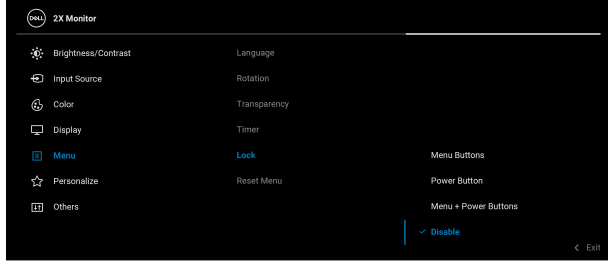 DELL 2X Monitor
Brightness/Contrast Language
Input Source Rotation
Color Transparency
Display Timer
Menu Lock Menu Buttons
Personalize Reset Menu Power Button
Others Menu + Power Buttons
Disable
Exit